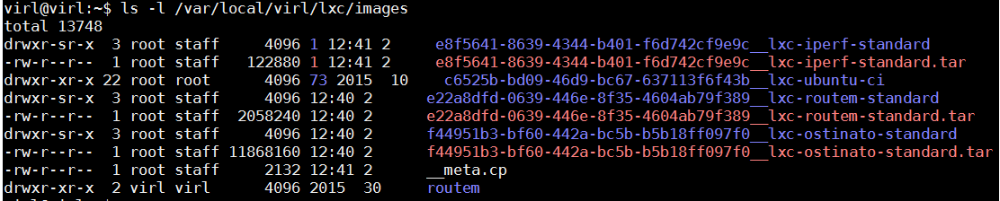 virl@virl:~$ ls -l /var/local/virl/lxc/images
total 13748
drwxr-sr-x 3 root staff 4096 1 12:41 2 e8f5641-8639-4344-b401-f6d742cf9e9c__lxc-iperf-standard
-rw-r--r-- 1 root staff 122880 1 12:41 2 e8f5641-8639-4344-b401-f6d742cf9e9c__lxc-iperf-standard.tar
drwxr-xr-x 22 root root 4096 73 2015 10 c6525b-bd09-46d9-bc67-637113f6f43b__lxc-ubuntu-ci
drwxr-sr-x 3 root staff 4096 12:40 2 e22a8dfd-0639-446e-8f35-4604ab79f389__lxc-routem-standard
-rw-r--r-- 1 root staff 2058240 12:40 2 e22a8dfd-0639-446e-8f35-4604ab79f389__lxc-routem-standard.tar
drwxr-sr-x 3 root staff 4096 12:40 2 f44951b3-bf60-442a-bc5b-b5b18ff097f0__lxc-ostinato-standard
-rw-r--r-- 1 root staff 11868160 12:40 2 f44951b3-bf60-442a-bc5b-b5b18ff097f0__lxc-ostinato-standard.tar
-rw-r--r-- 1 root staff 2132 12:41 2 __meta.cp
drwxr-xr-x 2 virl virl 4096 2015 30 routem